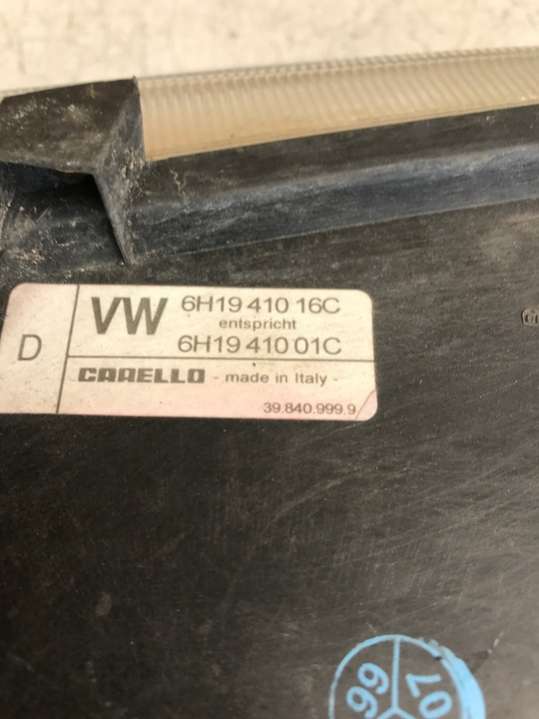 D
VW
6H19 410 16C
entspricht
6H19 410 01C
CARELLO - made in Italy -
39.840.999.9
07
99